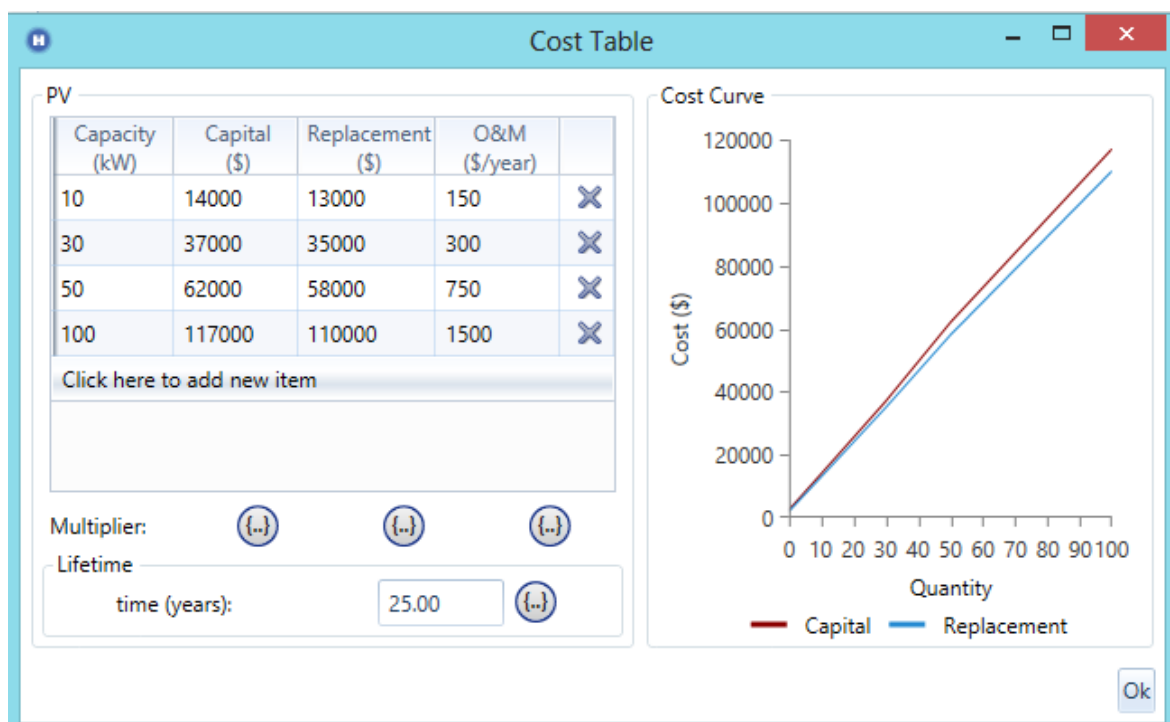 H
Cost Table
PV
Capacity (kW) Capital ($) Replacement ($) O&M ($/year)
10 14000 13000 150
30 37000 35000 300
50 62000 58000 750
100 117000 110000 1500
Click here to add new item
Multiplier: {..} {..} {..}
Lifetime
time (years): 25.00 {..}
Cost Curve
120000
100000
80000
60000
40000
20000
0
Cost ($)
0 10 20 30 40 50 60 70 80 90 100
Quantity
Capital Replacement
Ok